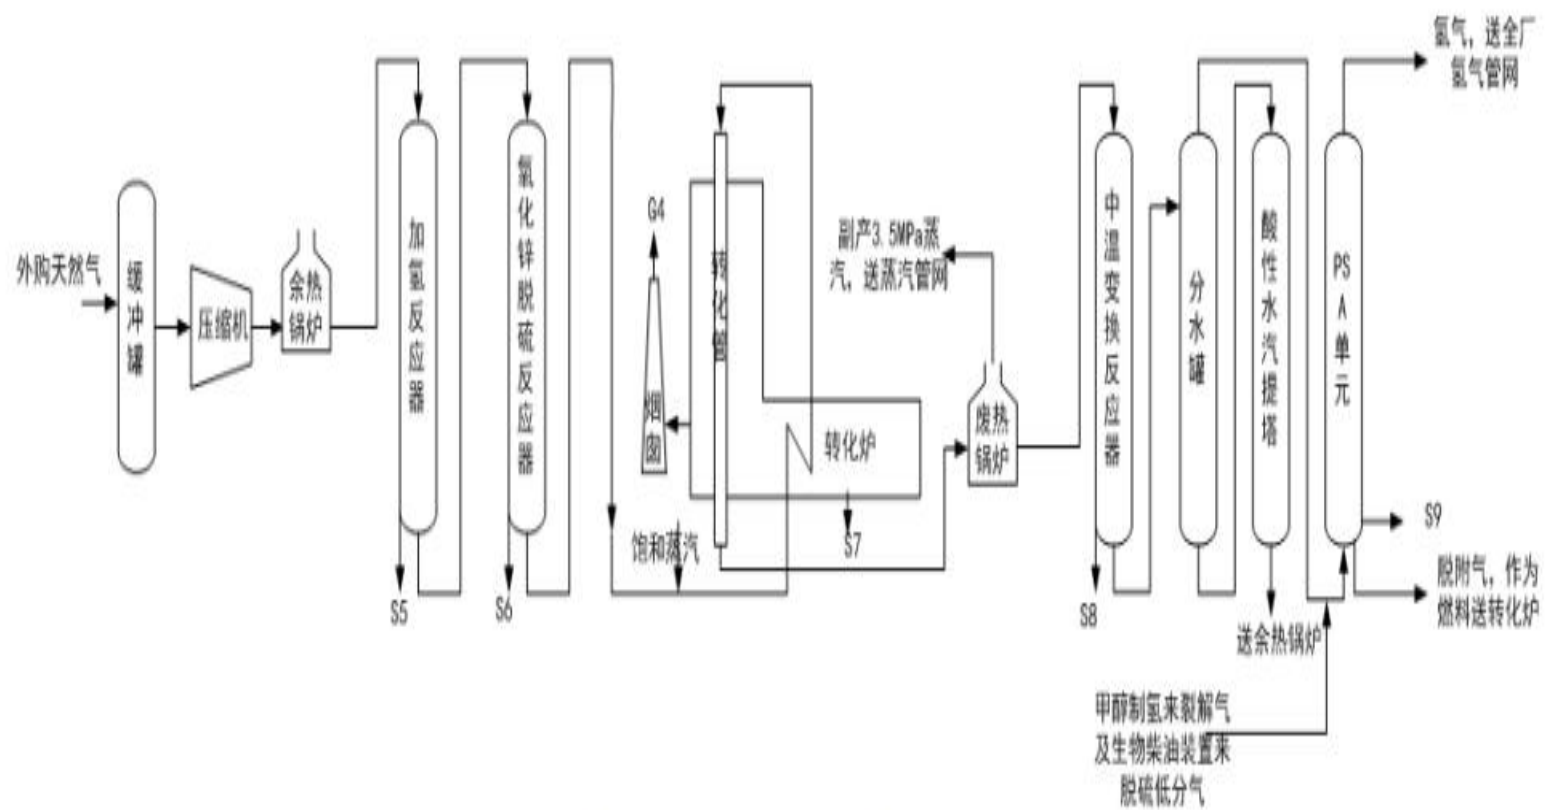 氢气，送全厂
氢气管网
外购天然气
缓冲罐
压缩机
余热
锅炉
加氢反应器
S5
氧化锌脱硫反应器
S6
G4
烟囱
转化管
转化炉
饱和蒸汽
S7
副产3.5MPa蒸
汽，送蒸汽管网
废热
锅炉
中温变换反应器
S8
分水罐
酸性水汽提塔
送余热锅炉
PS
A
单
元
S9
脱附气，作为
燃料送转化炉
甲醇制氢来裂解气
及生物柴油装置来
脱硫低分气